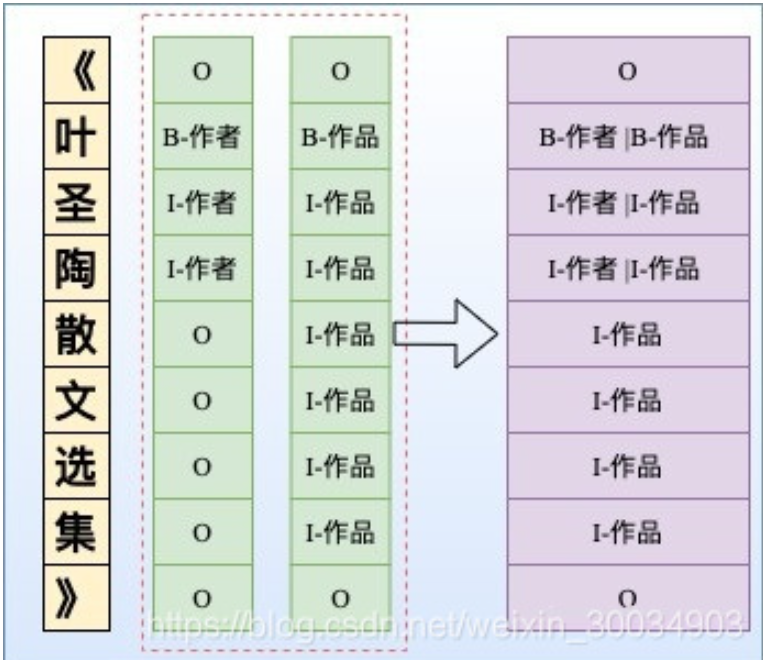 《 O O O
叶 B-作者 B-作品 B-作者 |B-作品
圣 I-作者 I-作品 I-作者 |I-作品
陶 I-作者 I-作品 I-作者 |I-作品
散 O I-作品 I-作品
文 O I-作品 I-作品
选 O I-作品 I-作品
集 O I-作品 I-作品
》 O O O
https://blog.csdn.net/weixin_30034903